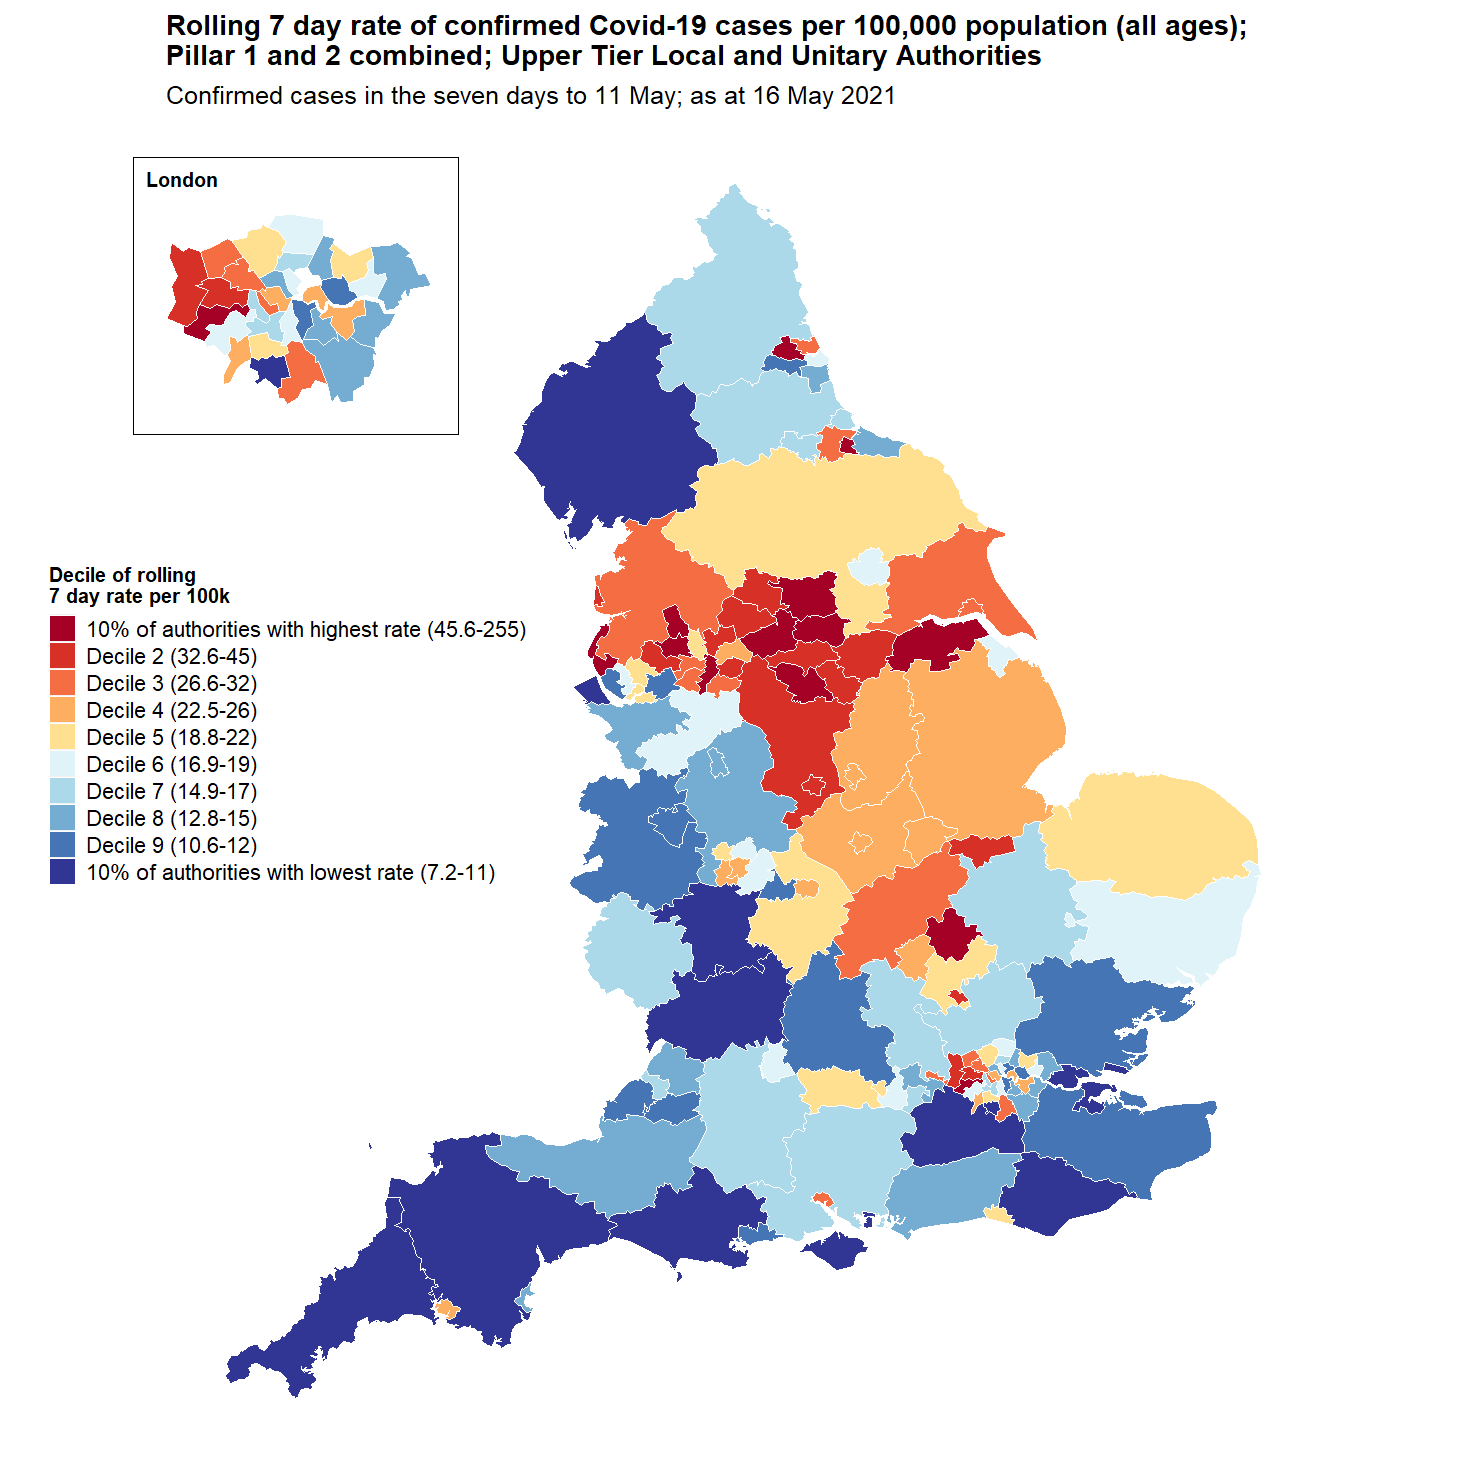 Rolling 7 day rate of confirmed Covid-19 cases per 100,000 population (all ages);
Pillar 1 and 2 combined; Upper Tier Local and Unitary Authorities
Confirmed cases in the seven days to 11 May; as at 16 May 2021
London
Decile of rolling
7 day rate per 100k
10% of authorities with highest rate (45.6-255)
Decile 2 (32.6-45)
Decile 3 (26.6-32)
Decile 4 (22.5-26)
Decile 5 (18.8-22)
Decile 6 (16.9-19)
Decile 7 (14.9-17)
Decile 8 (12.8-15)
Decile 9 (10.6-12)
10% of authorities with lowest rate (7.2-11)